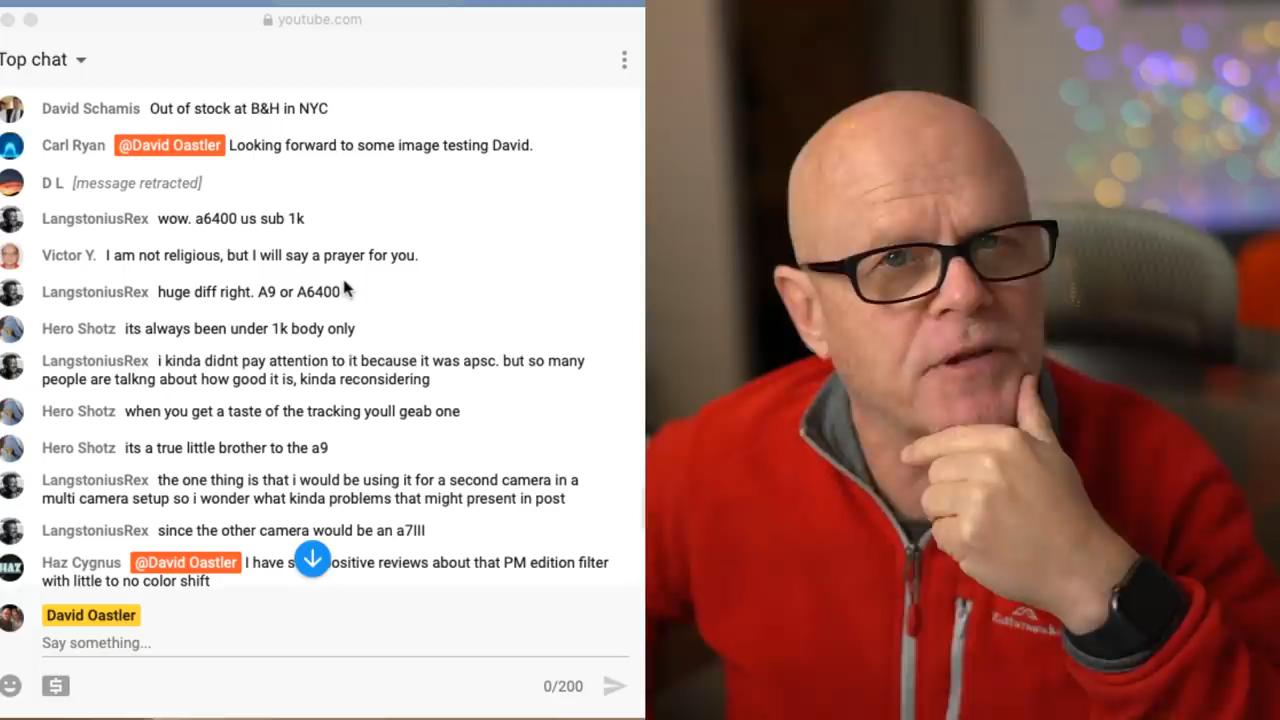 youtube.com
Top chat
David Schamis Out of stock at B&H in NYC
Carl Ryan @David Oastler Looking forward to some image testing David.
D L [message retracted]
LangstoniusRex wow. a6400 us sub 1k
Victor Y. I am not religious, but I will say a prayer for you.
LangstoniusRex huge diff right. A9 or A6400
Hero Shotz its always been under 1k body only
LangstoniusRex i kinda didnt pay attention to it because it was apsc. but so many
people are talkng about how good it is, kinda reconsidering
Hero Shotz when you get a taste of the tracking youll geab one
Hero Shotz its a true little brother to the a9
LangstoniusRex the one thing is that i would be using it for a second camera in a
multi camera setup so i wonder what kinda problems that might present in post
LangstoniusRex since the other camera would be an a7III
HAZ Haz Cygnus @David Oastler I have positive reviews about that PM edition filter
with little to no color shift
David Oastler
Say something...
0/200